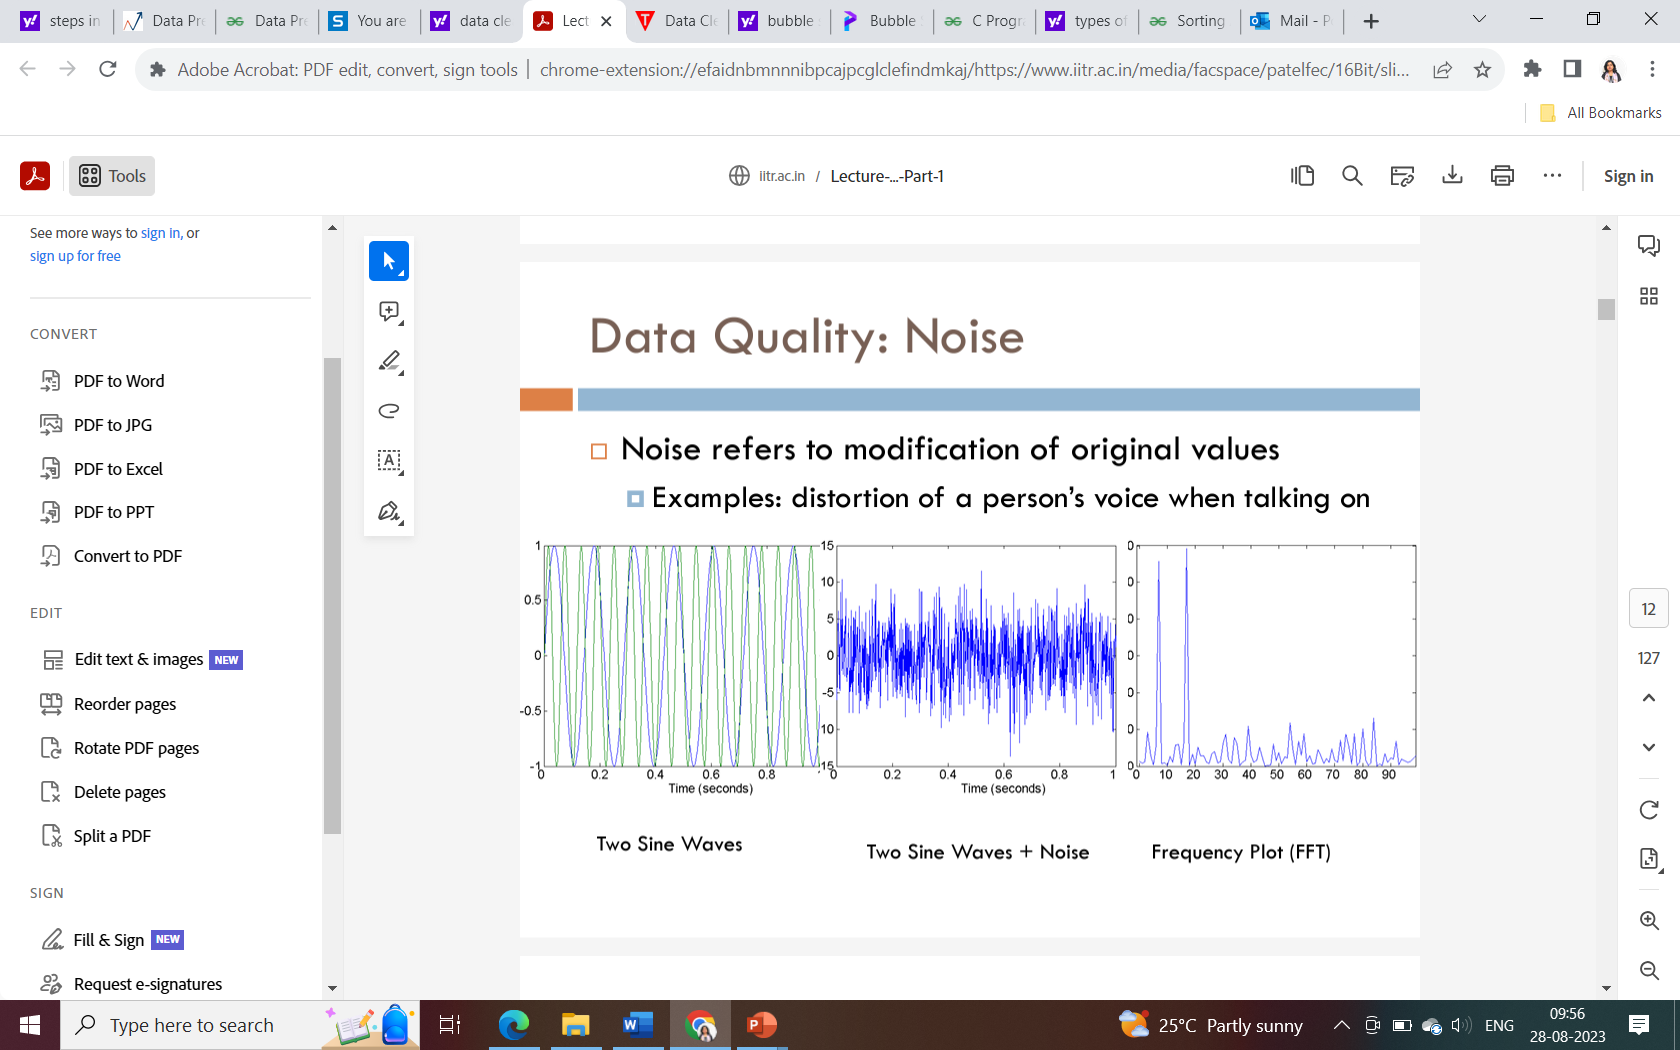 steps in
Data Pre
Data Pre
You are
data cle
Lect
Data Cle
bubble
Bubble
C Progra
types of
Sorting
Mail - P
Adobe Acrobat: PDF edit, convert, sign tools
chrome-extension://efaidnbmnnnibpcajpcglclefindmkaj/https://www.iitr.ac.in/media/facspace/patelfec/16Bit/sli...
All Bookmarks
Tools
iitr.ac.in / Lecture-...-Part-1
Sign in
See more ways to sign in, or
sign up for free
CONVERT
PDF to Word
PDF to JPG
PDF to Excel
PDF to PPT
Convert to PDF
EDIT
Edit text & images NEW
Reorder pages
Rotate PDF pages
Delete pages
Split a PDF
SIGN
Fill & Sign NEW
Request e-signatures
Data Quality: Noise
Noise refers to modification of original values
Examples: distortion of a person's voice when talking on
1
0.5
0
-0.5
-1
0 0.2 0.4 0.6 0.8
Time (seconds)
Two Sine Waves
15
10
5
0
-5
10
15
0 0.2 0.4 0.6 0.8 1
Time (seconds)
Two Sine Waves + Noise
0
0
0
0
0
0
0
0 10 20 30 40 50 60 70 80 90
Frequency Plot (FFT)
12
127
Type here to search
25°C Partly sunny
ENG
09:56
28-08-2023